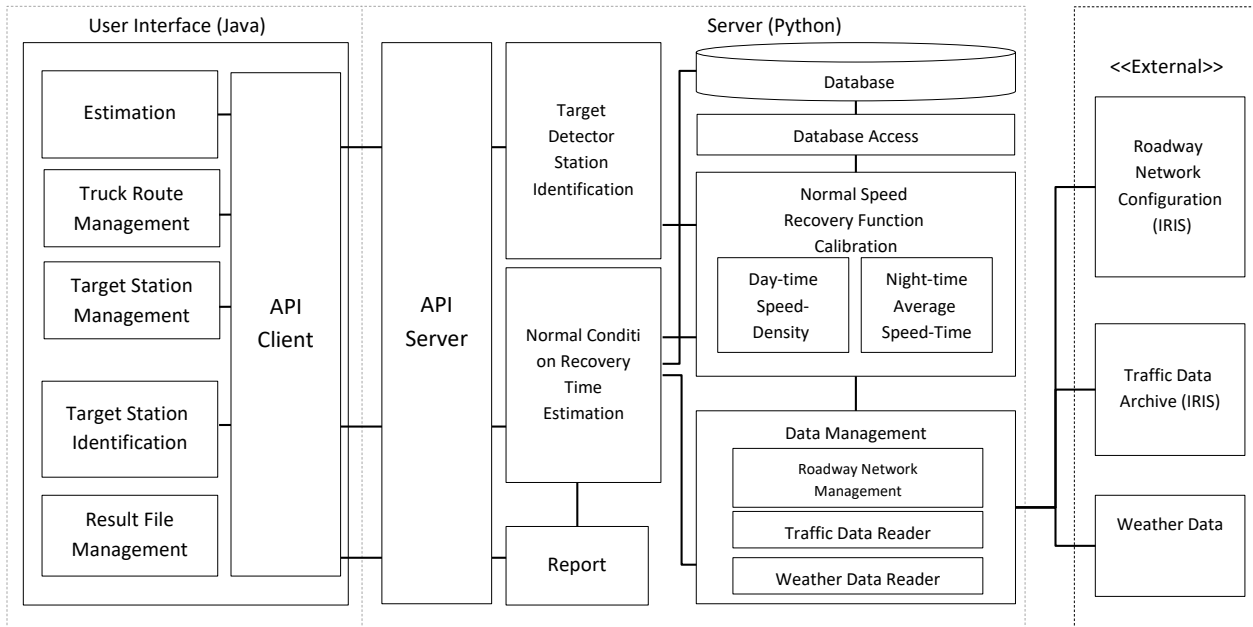 User Interface (Java)
Estimation
Truck Route
Management
Target Station
Management
Target Station
Identification
Result File
Management
API
Client
Server (Python)
API
Server
Target
Detector
Station
Identification
Normal Conditi
on Recovery
Time
Estimation
Report
Database
Database Access
Normal Speed
Recovery Function
Calibration
Day-time
Speed-
Density
Night-time
Average
Speed-Time
Data Management
Roadway Network
Management
Traffic Data Reader
Weather Data Reader
<<External>>
Roadway
Network
Configuration
(IRIS)
Traffic Data
Archive (IRIS)
Weather Data